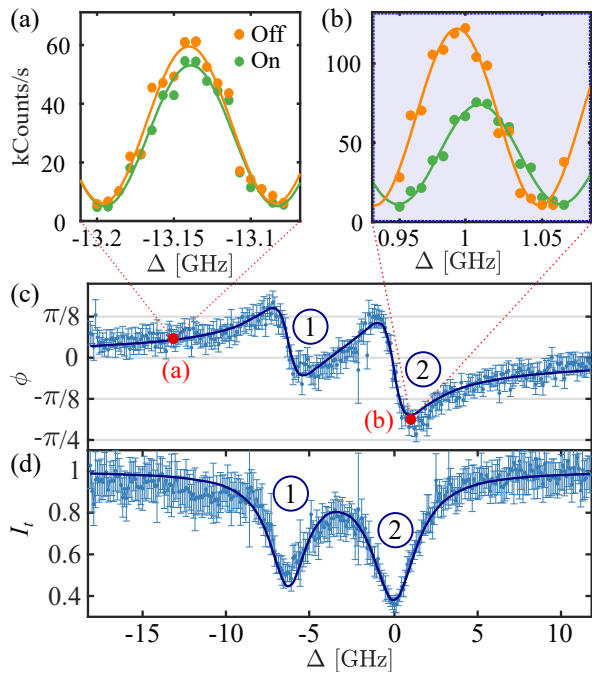 (a)
(b)
Off
On
kCounts/s
60
40
20
0
-13.2
-13.15
-13.1
Δ [GHz]
100
50
0
0.95
1
1.05
Δ [GHz]
(c)
π/8
0
-π/8
-π/4
ϕ
1
2
(a)
(b)
(d)
1
0.8
0.6
0.4
I_t
1
2
-15
-10
-5
0
5
10
Δ [GHz]